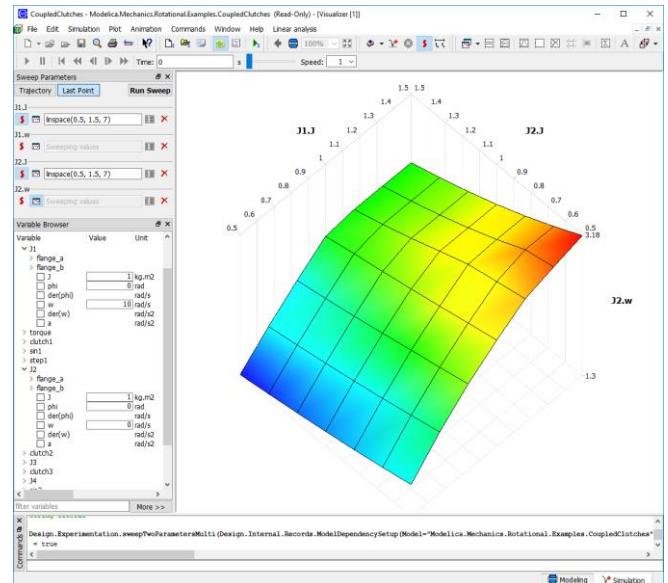 CoupledClutches - Modelica.Mechanics.Rotational.Examples.CoupledClutches (Read-Only) - [Visualizer [1]]
File Edit Simulation Plot Animation Commands Window Help Linear analysis
100%
Time: 0 s Speed: 1
Sweep Parameters
Trajectory Last Point Run Sweep
J1.J
linspace(0.5, 1.5, 7)
J1.w
Sweeping values
J2.J
linspace(0.5, 1.5, 7)
J2.w
Sweeping values
Variable Browser
Variable Value Unit
J1
flange_a
flange_b
J 1 kg.m2
phi 0 rad
der(phi) rad/s
w 10 rad/s
der(w) rad/s2
a rad/s2
torque
clutch1
sin1
step1
J2
flange_a
flange_b
J 1 kg.m2
phi 0 rad
der(phi) rad/s
w 0 rad/s
der(w) rad/s2
a rad/s2
clutch2
J3
clutch3
J4
filter variables More >>
1.5 1.5
1.4 1.4
1.3 1.3
J1.J J2.J
1.2 1.2
1.1 1.1
1 1
0.9 0.9
0.8 0.8
0.7 0.7
0.6 0.6
0.5 0.5
3.18
J2.w
1.3
Commands
Design.Experimentation.sweepTwoParametersMulti(Design.Internal.Records.ModelDependencySetup(Model="Modelica.Mechanics.Rotational.Examples.CoupledClutches"
= true
Modeling Simulation